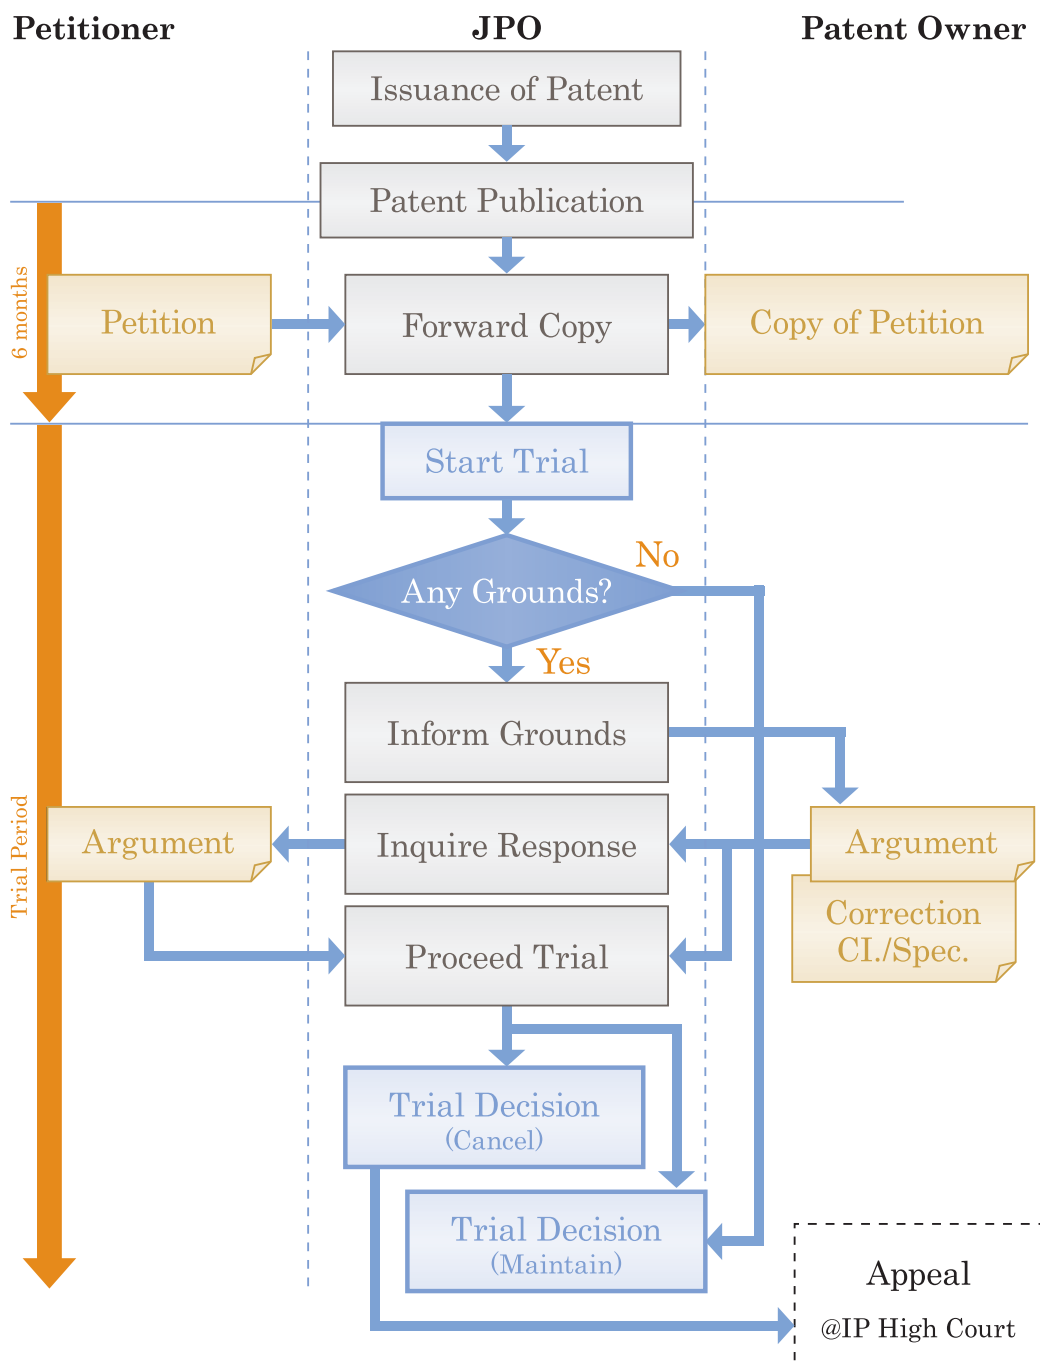 Petitioner
JPO
Patent Owner
Issuance of Patent
Patent Publication
6 months
Petition
Forward Copy
Copy of Petition
Start Trial
Any Grounds?
No
Yes
Inform Grounds
Trial Period
Argument
Inquire Response
Argument
Correction
CI./Spec.
Proceed Trial
Trial Decision
(Cancel)
Trial Decision
(Maintain)
Appeal
@IP High Court